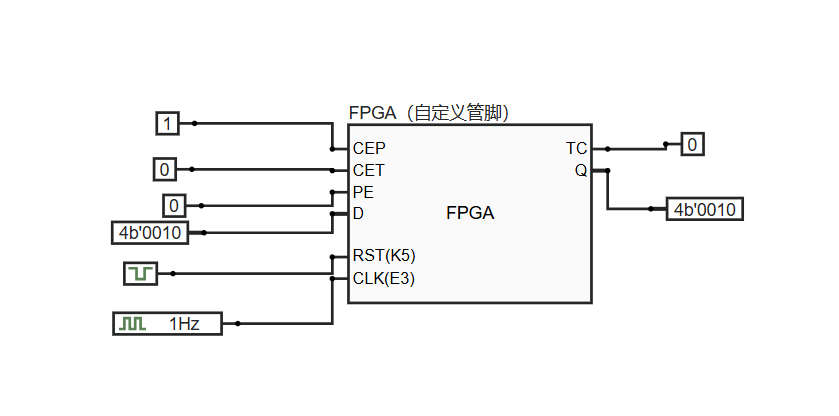 FPGA（自定义管脚）
1
CEP
TC
0
0
CET
Q
0
PE
4b'0010
4b'0010
D
FPGA
RST(K5)
CLK(E3)
1Hz